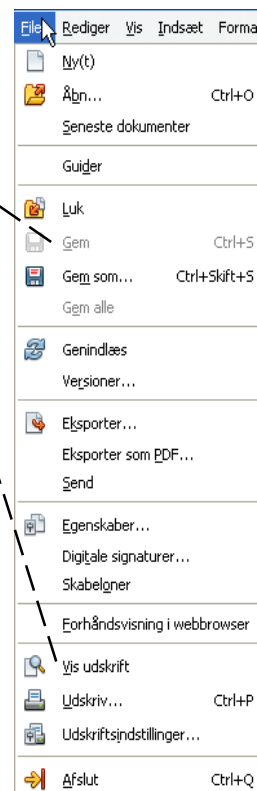 Filer Rediger Vis Indsæt Forma
Ny(t)
Åbn... Ctrl+O
Seneste dokumenter
Guider
Luk
Gem Ctrl+S
Gem som... Ctrl+Skift+S
Gem alle
Genindlæs
Versioner...
Eksporter...
Eksporter som PDF...
Send
Egenskaber...
Digitale signaturer...
Skabeloner
Forhåndsvisning i webbrowser
Vis udskrift
Udskriv... Ctrl+P
Udskriftsindstillinger...
Afslut Ctrl+Q